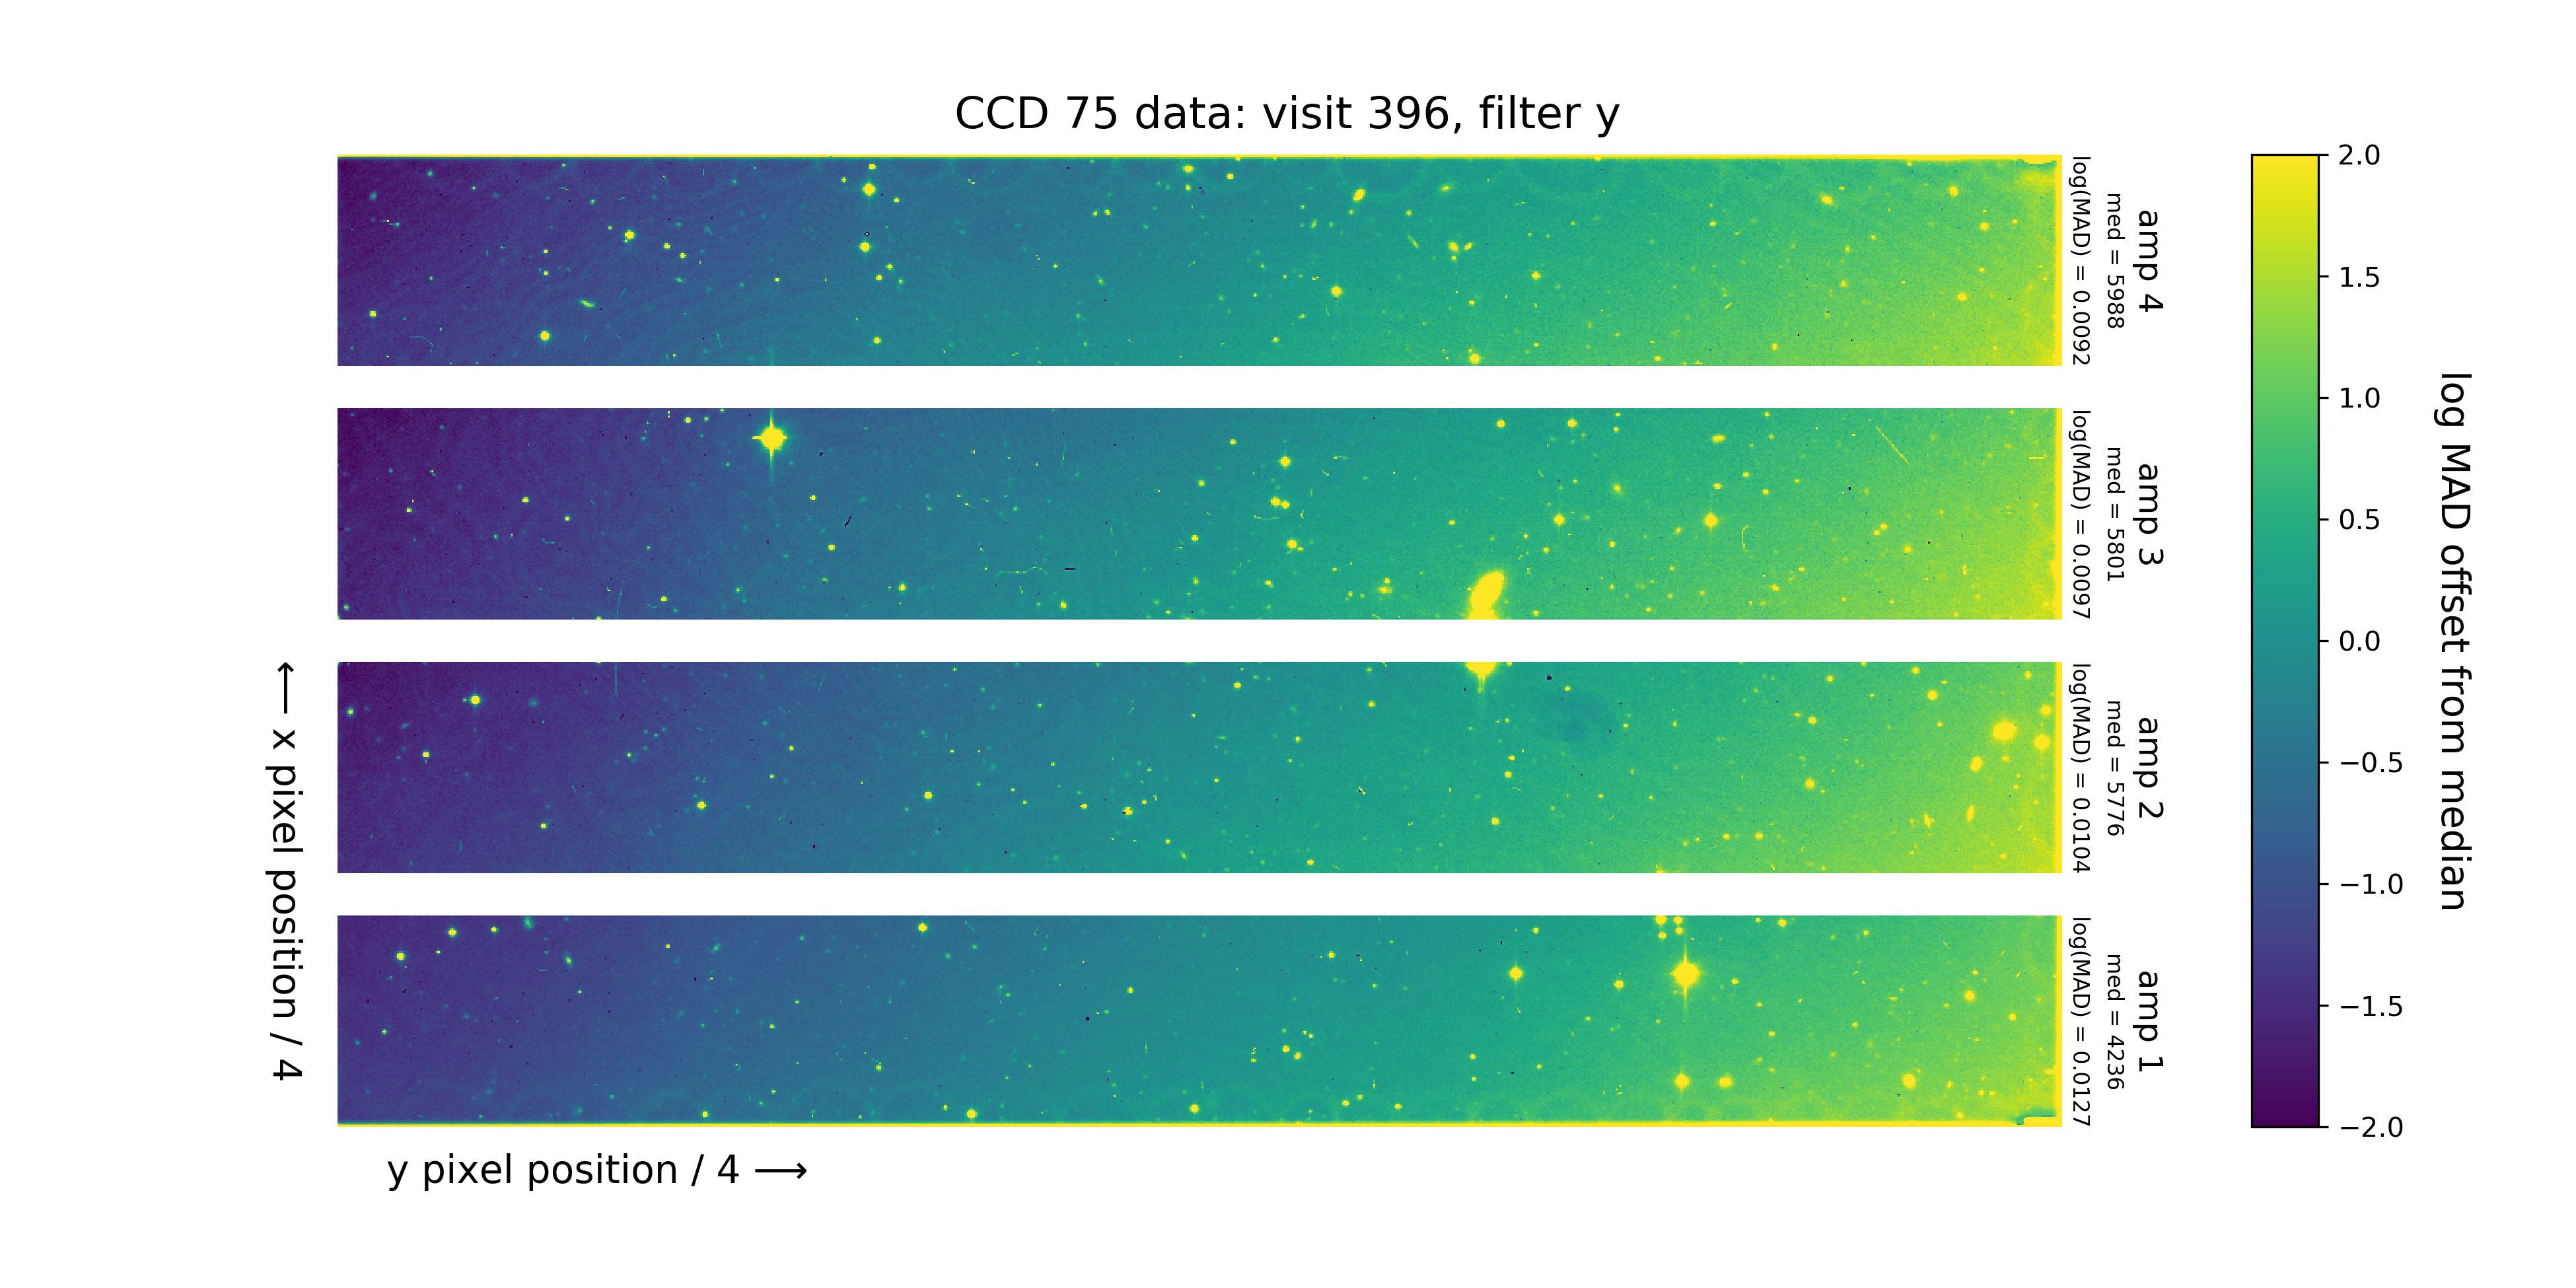 CCD 75 data: visit 396, filter y
amp 4
med = 5988
log(MAD) = 0.0092
amp 3
med = 5801
log(MAD) = 0.0097
amp 2
med = 5776
log(MAD) = 0.0104
amp 1
med = 4236
log(MAD) = 0.0127
⟵ x pixel position / 4
y pixel position / 4 ⟶
2.0
1.5
1.0
0.5
0.0
−0.5
−1.0
−1.5
−2.0
log MAD offset from median